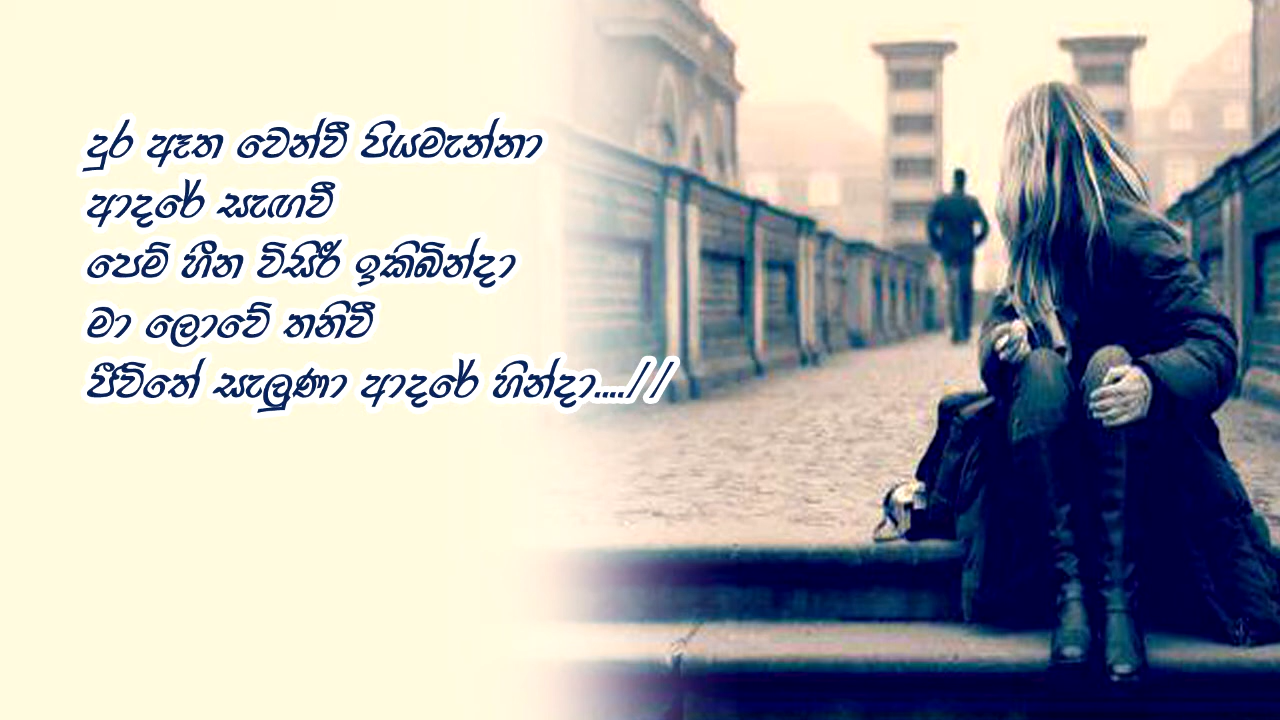 දුර ඈත වෙන්වී පියමැන්නා
ආදරේ සැඟවී
පෙම් හීන විසිරී ඉකිබින්දා
මා ලොවේ තනිවී
ජීවිතේ සැලුණා ආදරේ හින්දා....//